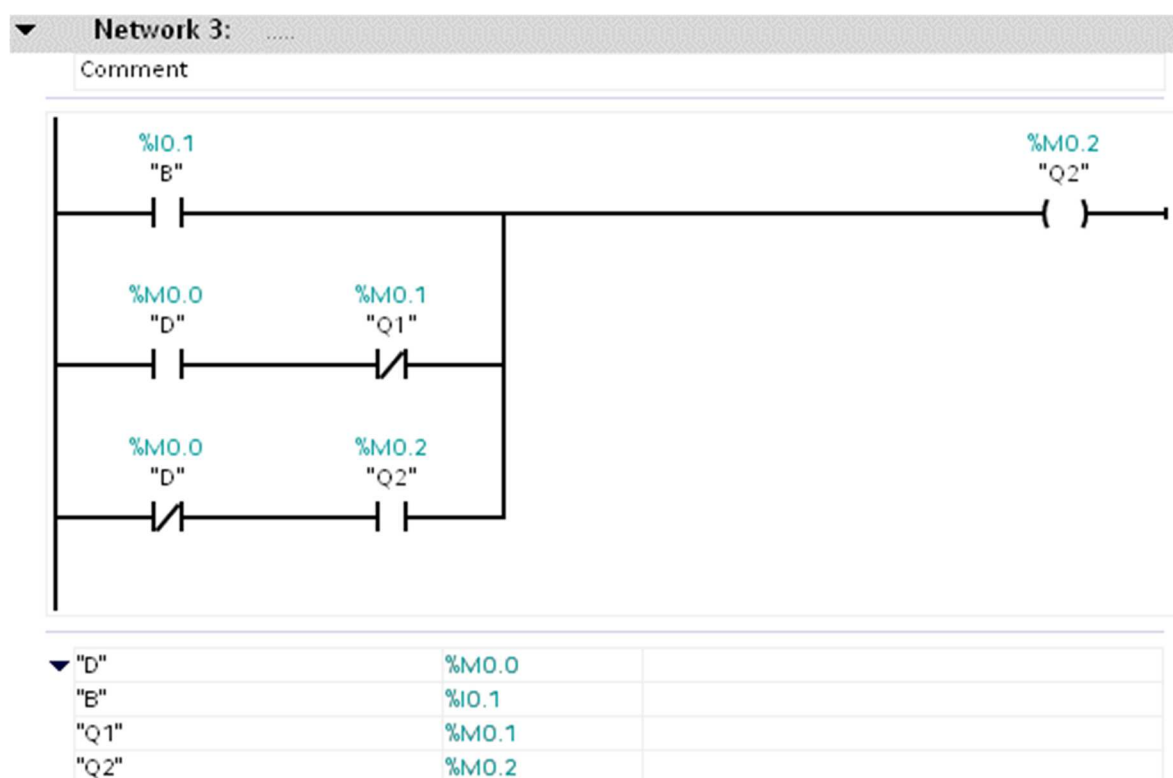 Network 3: .....
Comment
%I0.1 %M0.2
"B" "Q2"
%M0.0 %M0.1
"D" "Q1"
%M0.0 %M0.2
"D" "Q2"
"D" %M0.0
"B" %I0.1
"Q1" %M0.1
"Q2" %M0.2